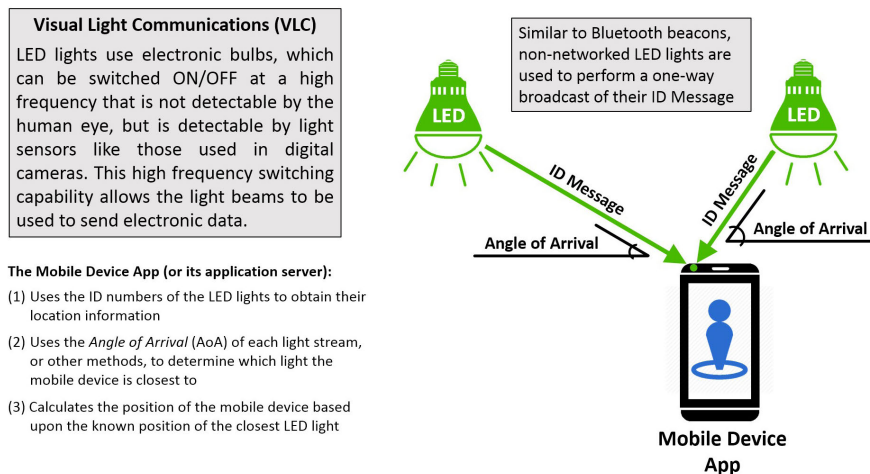 Visual Light Communications (VLC)
LED lights use electronic bulbs, which
can be switched ON/OFF at a high
frequency that is not detectable by the
human eye, but is detectable by light
sensors like those used in digital
cameras. This high frequency switching
capability allows the light beams to be
used to send electronic data.
The Mobile Device App (or its application server):
(1) Uses the ID numbers of the LED lights to obtain their
location information
(2) Uses the Angle of Arrival (AoA) of each light stream,
or other methods, to determine which light the
mobile device is closest to
(3) Calculates the position of the mobile device based
upon the known position of the closest LED light
Similar to Bluetooth beacons,
non-networked LED lights are
used to perform a one-way
broadcast of their ID Message
LED
LED
ID Message
ID Message
Angle of Arrival
Angle of Arrival
Mobile Device
App